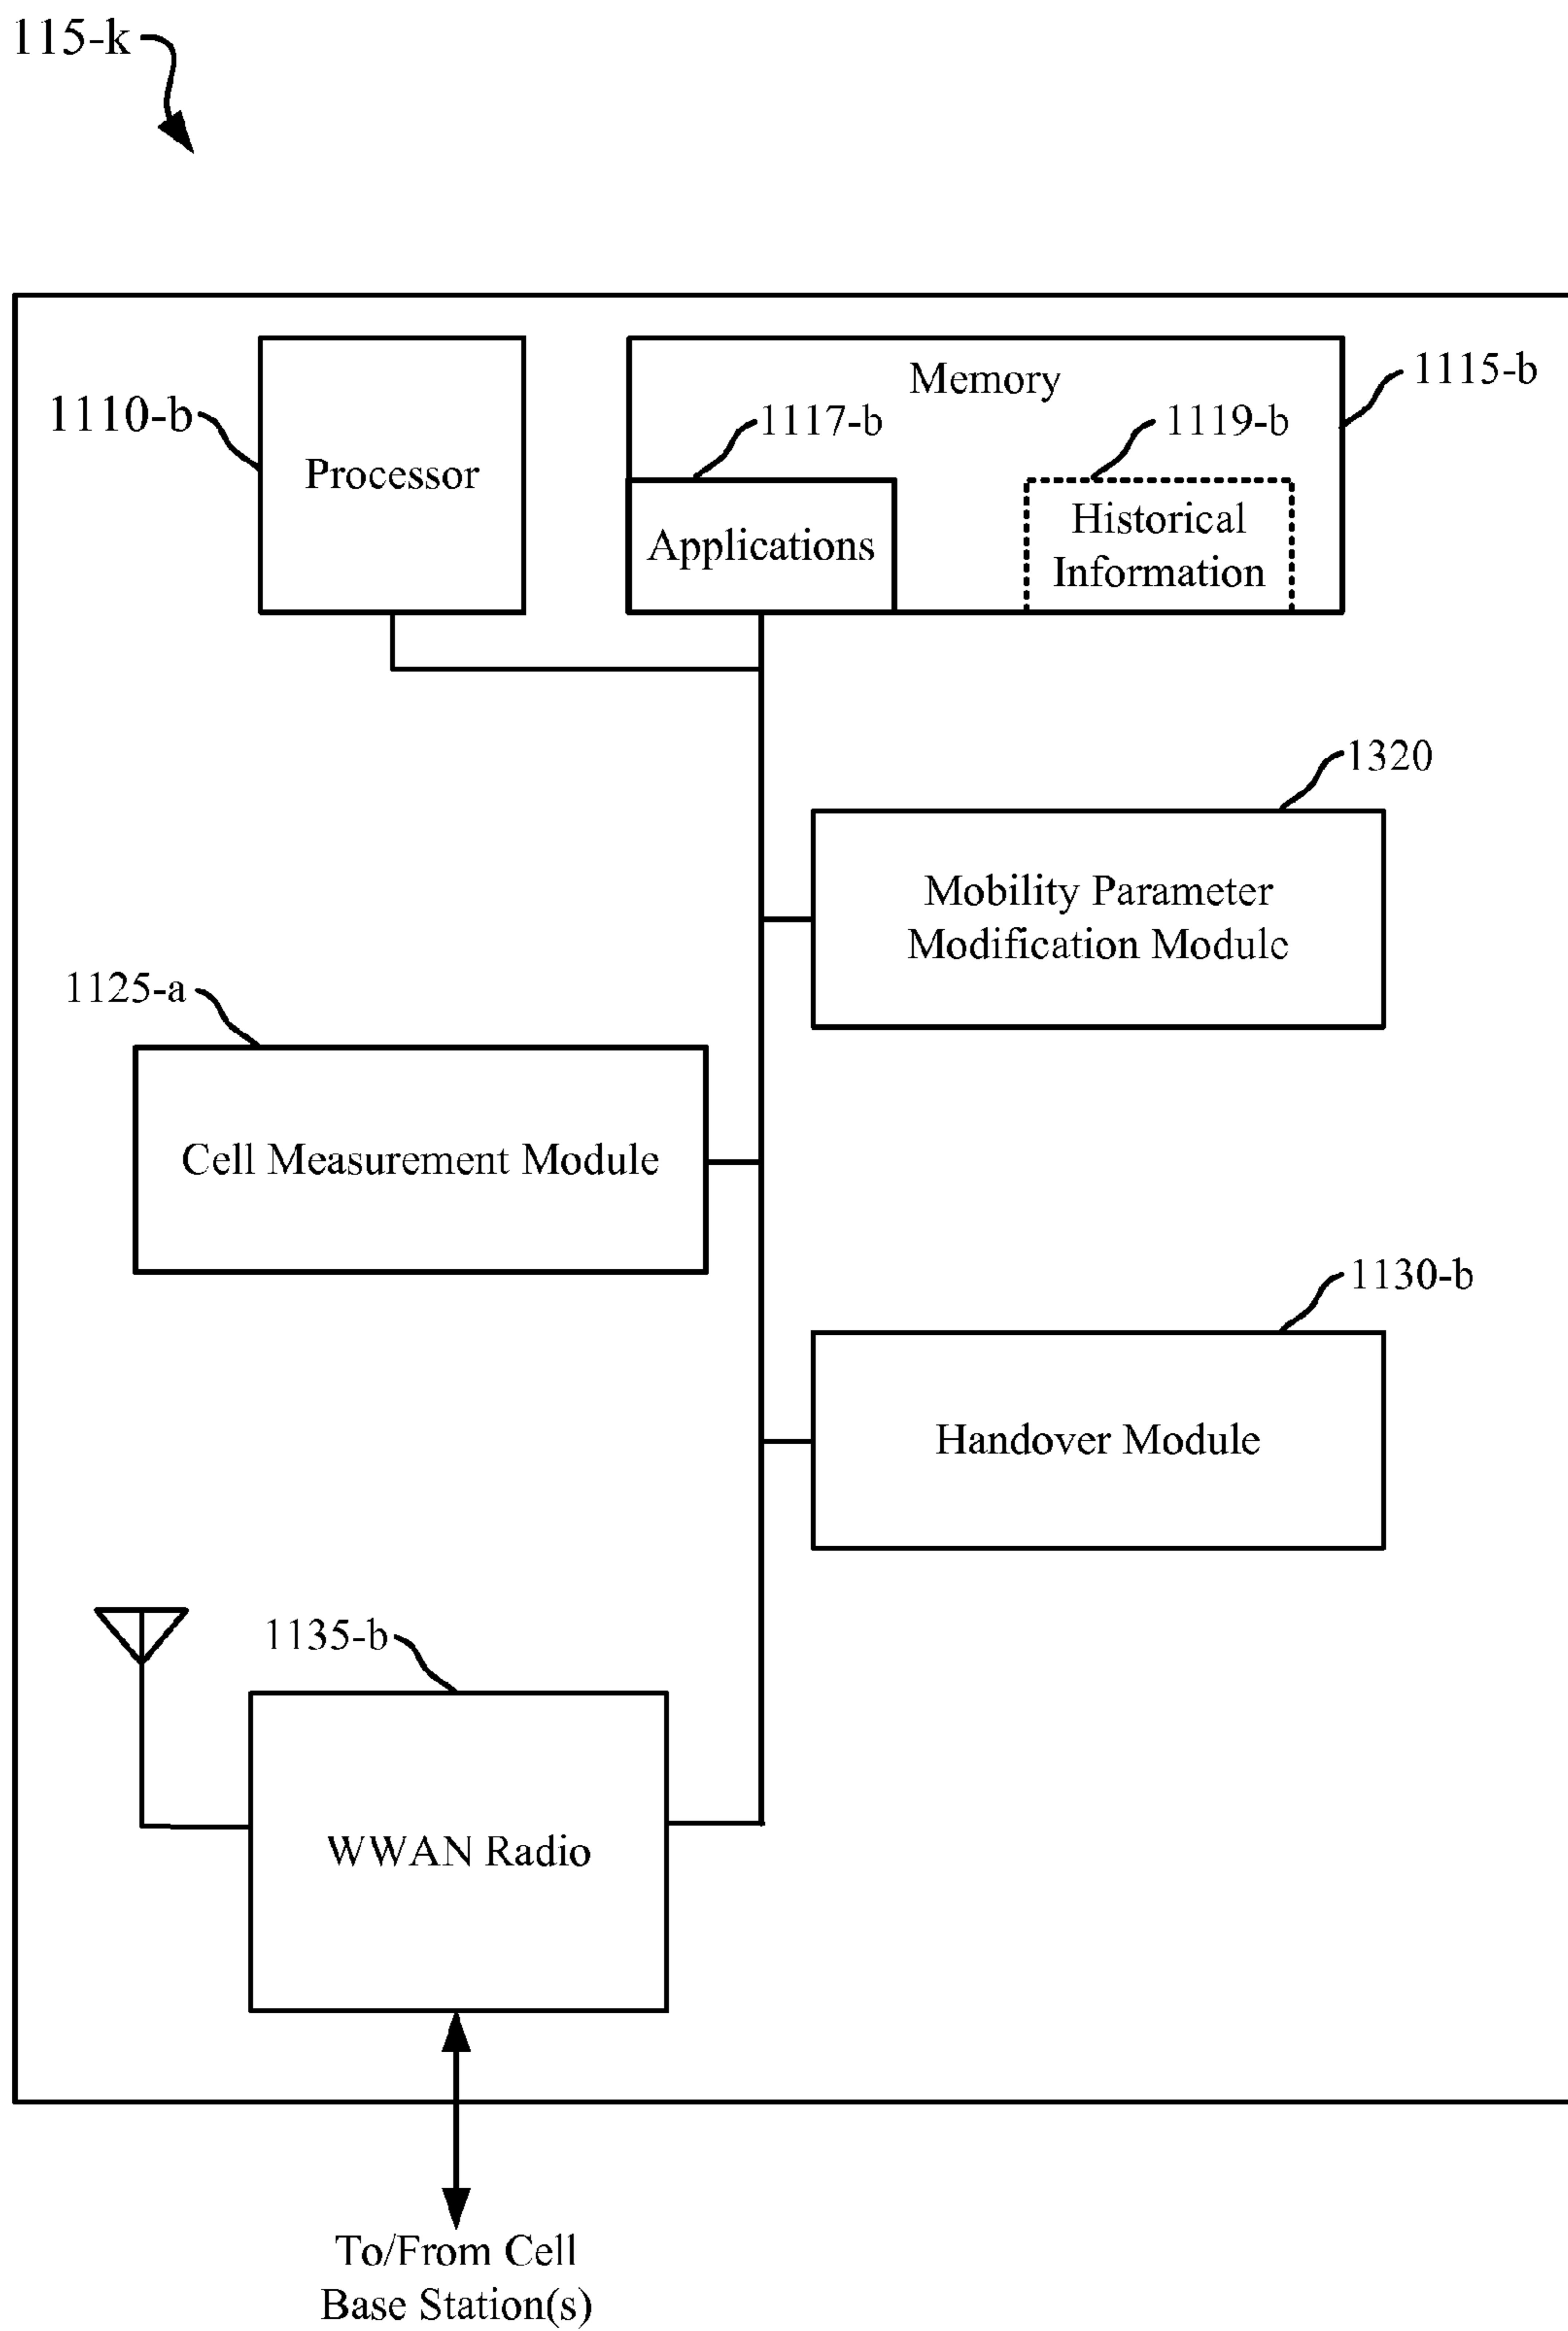 115-k
Memory
1115-b
1110-b
1117-b
1119-b
Processor
Applications
Historical
Information
1320
Mobility Parameter
Modification Module
1125-a
Cell Measurement Module
1130-b
Handover Module
1135-b
WWAN Radio
To/From Cell
Base Station(s)